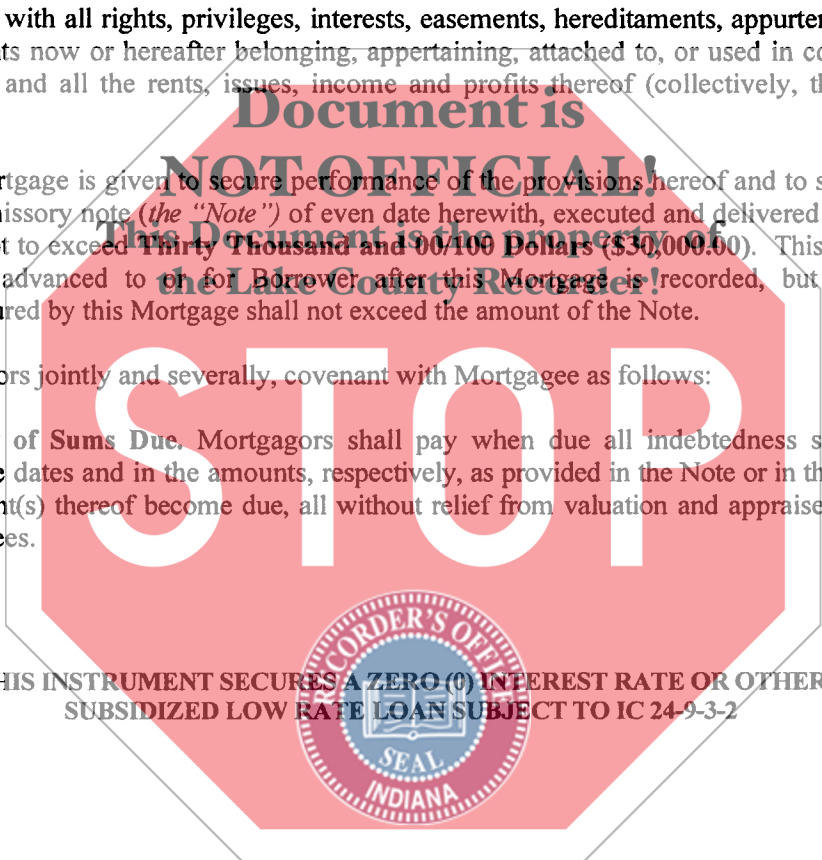 with all rights, privileges, interests, easements, hereditaments, appurten
ts now or hereafter belonging, appertaining, attached to, or used in co
and all the rents, issues, income and profits thereof (collectively, th
Document is
NOT OFFICIAL!
rtgage is given to secure performance of the provisions hereof and to s
nissory note (the “Note”) of even date herewith, executed and delivered
This Document is the property of
t to exceed Thirty Thousand and 00/100 Dollars ($30,000.00). This
the Lake County Recorder!
advanced to or for Borrower after this Mortgage is recorded, but
ured by this Mortgage shall not exceed the amount of the Note.
STOP
ors jointly and severally, covenant with Mortgagee as follows:
of Sums Due. Mortgagors shall pay when due all indebtedness s
e dates and in the amounts, respectively, as provided in the Note or in th
nt(s) thereof become due, all without relief from valuation and appraise
ees.
RECORDER'S OFFICE
HIS INSTRUMENT SECURES A ZERO (0) INTEREST RATE OR OTHER
SUBSIDIZED LOW RATE LOAN SUBJECT TO IC 24-9-3-2
SEAL
INDIANA